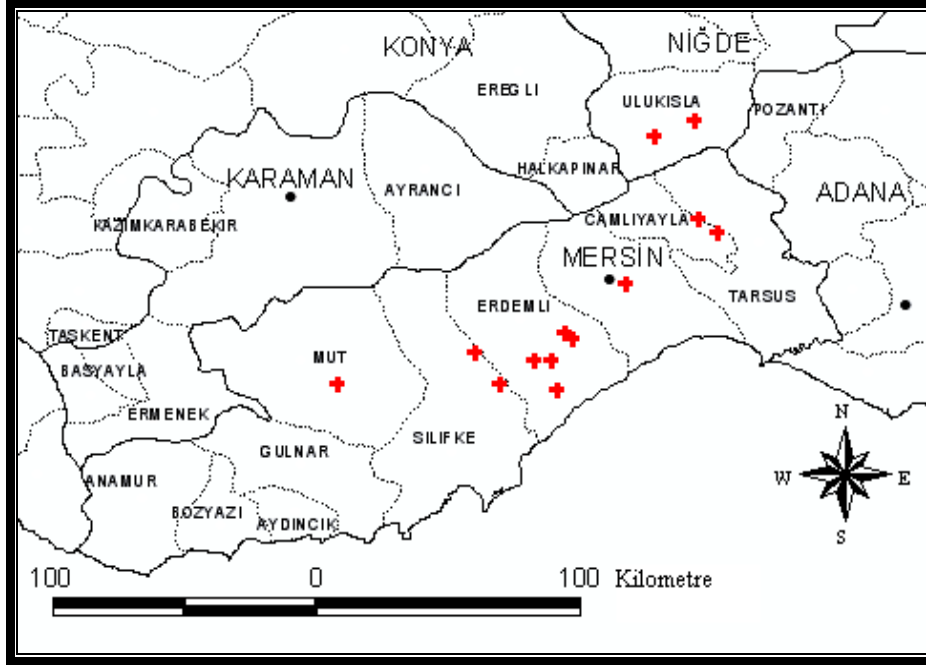 KONYA
NİĞDE
EREGLI
ULUKISLA
POZANTI
HALKAPINAR
KARAMAN
AYRANCI
ADANA
KAZIMKARABEKIR
CAMLIYAYLA
MERSİN
TARSUS
ERDEMLI
TASKENT
MUT
BASYAYLA
ERMENEK
SILIFKE
GULNAR
ANAMUR
BOZYAZI
AYDINCIK
N
W E
S
100 0 100 Kilometre